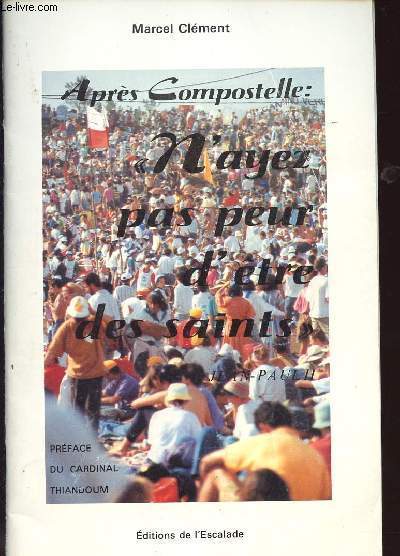 e-Livre.com
Marcel Clément
Après Compostelle:
«N'ayez
pas peur
d'être
des saints»
JEAN-PAUL II
PRÉFACE
DU CARDINAL
THIANDOUM
Éditions de l'Escalade